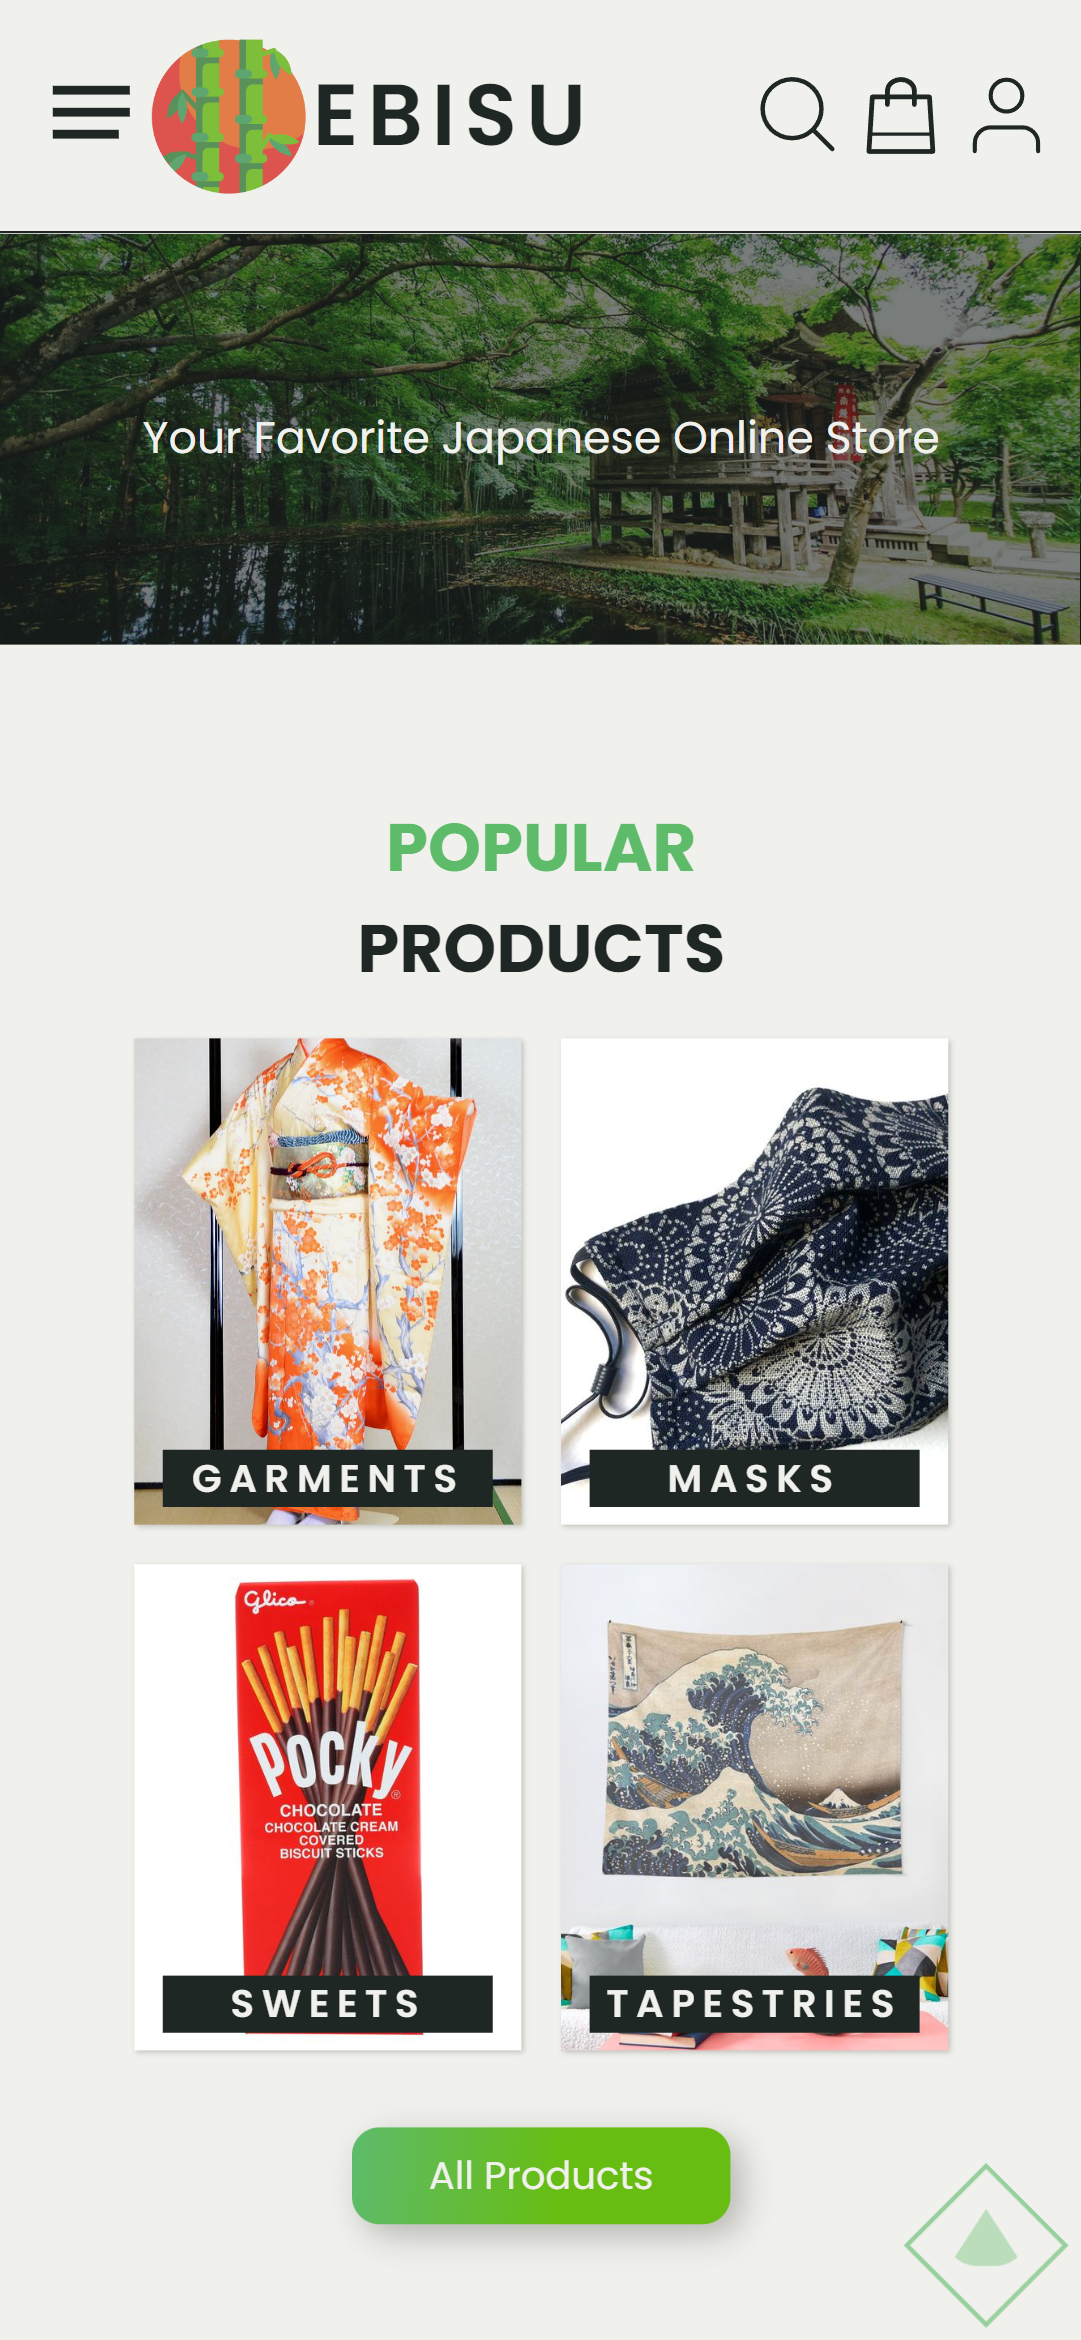 EBISU
Your Favorite Japanese Online Store
POPULAR
PRODUCTS
GARMENTS
MASKS
Glico
Pocky
CHOCOLATE
CHOCOLATE CREAM
COVERED
BISCUIT STICKS
SWEETS
TAPESTRIES
All Products